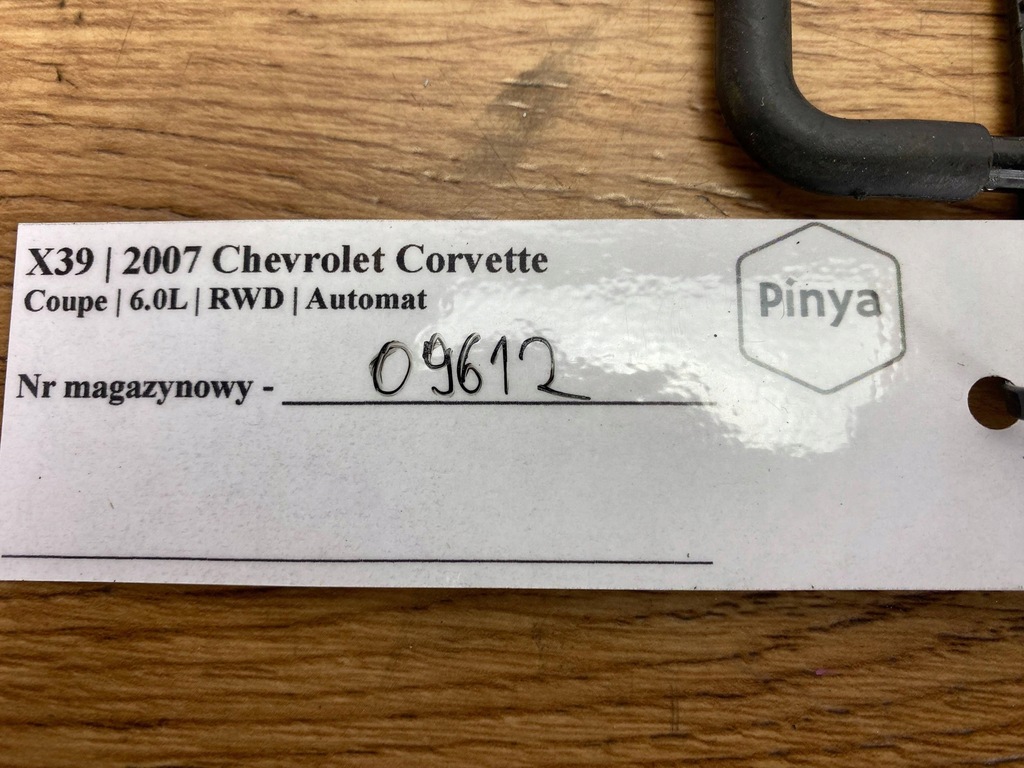 X39 | 2007 Chevrolet Corvette
Coupe | 6.0L | RWD | Automat
Pinya
Nr magazynowy - 09612